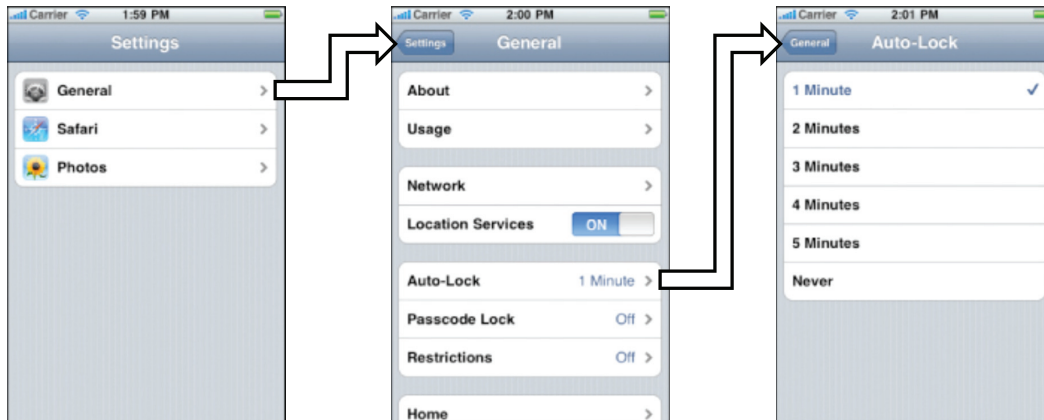 Carrier 1:59 PM
Settings
General
Safari
Photos
Carrier 2:00 PM
Settings General
About
Usage
Network
Location Services ON
Auto-Lock 1 Minute
Passcode Lock Off
Restrictions Off
Home
Carrier 2:01 PM
General Auto-Lock
1 Minute
2 Minutes
3 Minutes
4 Minutes
5 Minutes
Never